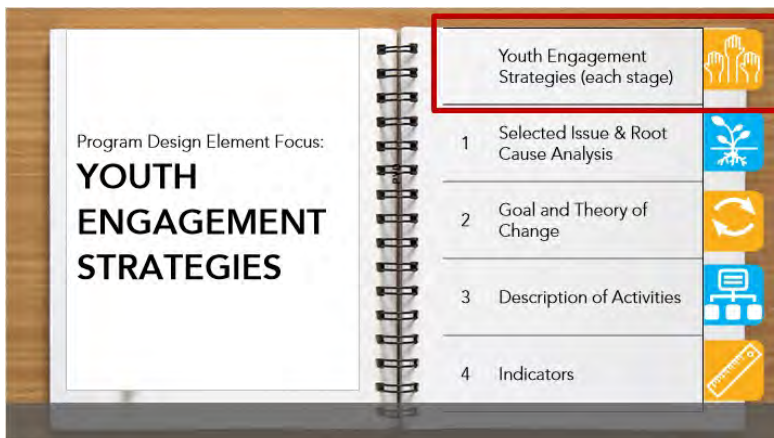 Program Design Element Focus:
YOUTH
ENGAGEMENT
STRATEGIES
Youth Engagement
Strategies (each stage)
1 Selected Issue & Root
Cause Analysis
2 Goal and Theory of
Change
3 Description of Activities
4 Indicators